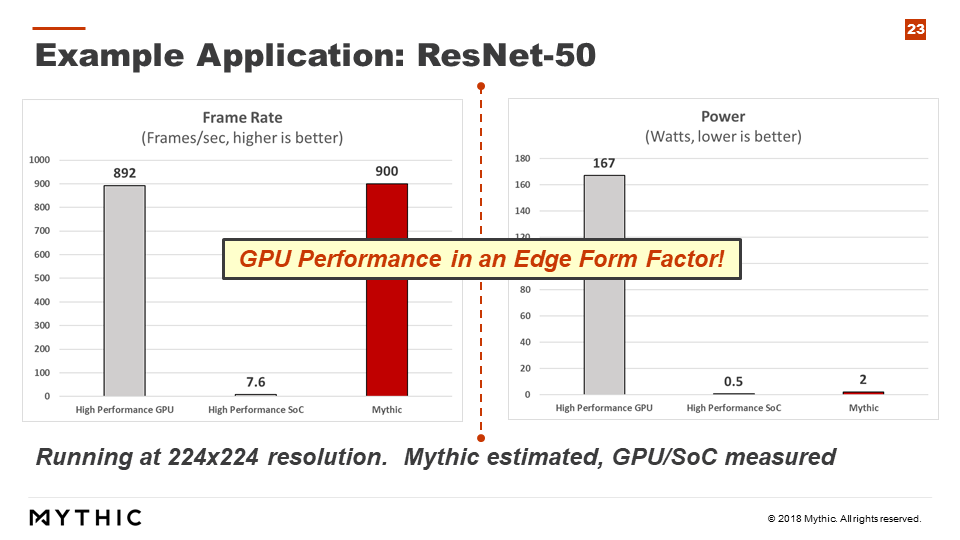 23
Example Application: ResNet-50
Frame Rate
(Frames/sec, higher is better)
1000
900
800
700
600
500
400
300
200
100
0
892
7.6
900
High Performance GPU
High Performance SoC
Mythic
Power
(Watts, lower is better)
180
160
140
120
80
60
40
20
0
167
0.5
2
High Performance GPU
High Performance SoC
Mythic
GPU Performance in an Edge Form Factor!
Running at 224x224 resolution.  Mythic estimated, GPU/SoC measured
MYTHIC
© 2018 Mythic. All rights reserved.